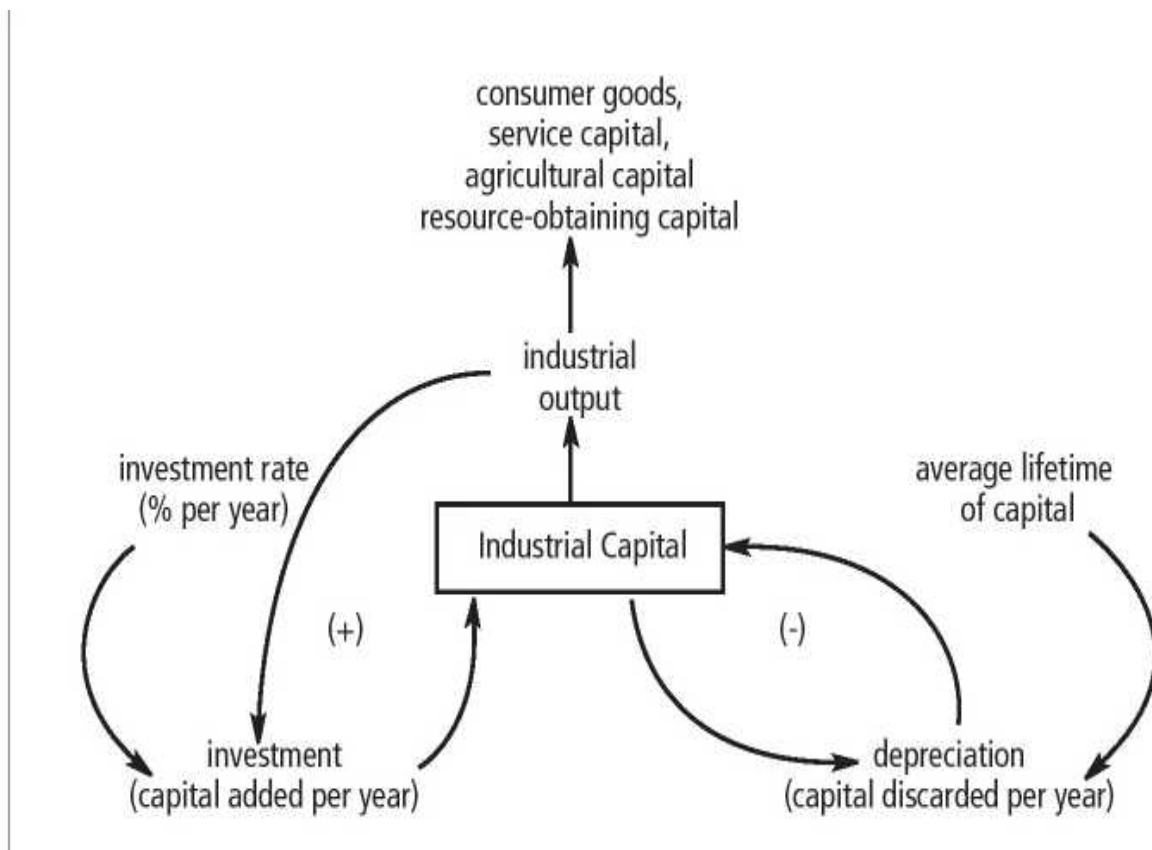 consumer goods,
service capital,
agricultural capital
resource-obtaining capital
industrial
output
investment rate
(% per year)
average lifetime
of capital
Industrial Capital
(+)
(-)
investment
(capital added per year)
depreciation
(capital discarded per year)